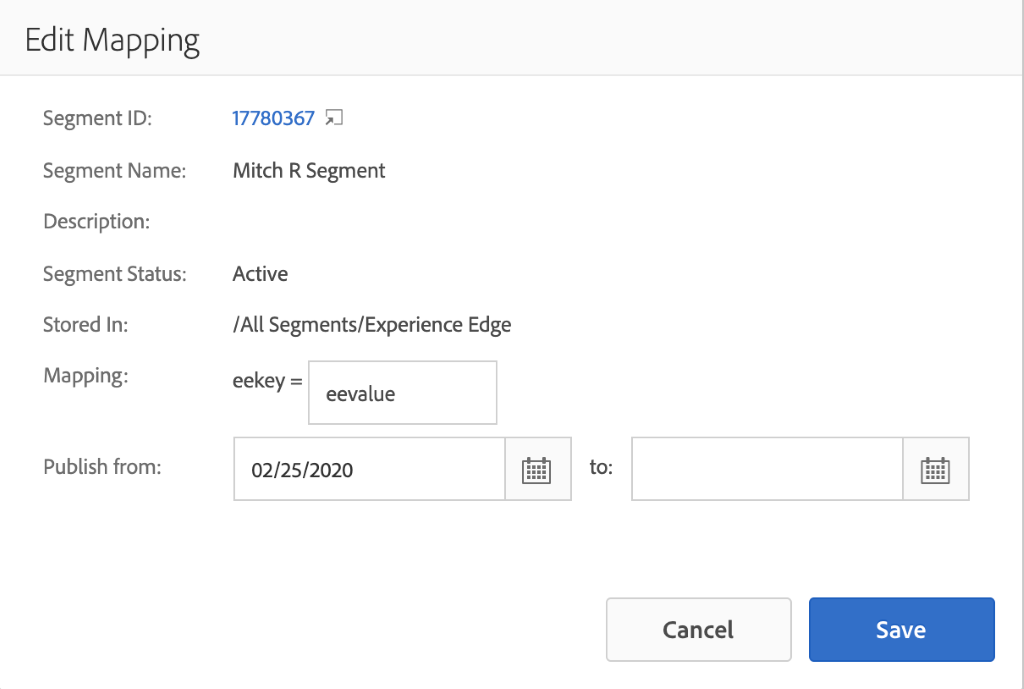 Edit Mapping
Segment ID: 17780367
Segment Name: Mitch R Segment
Description:
Segment Status: Active
Stored In: /All Segments/Experience Edge
Mapping: eekey = eevalue
Publish from: 02/25/2020 to:
Cancel Save